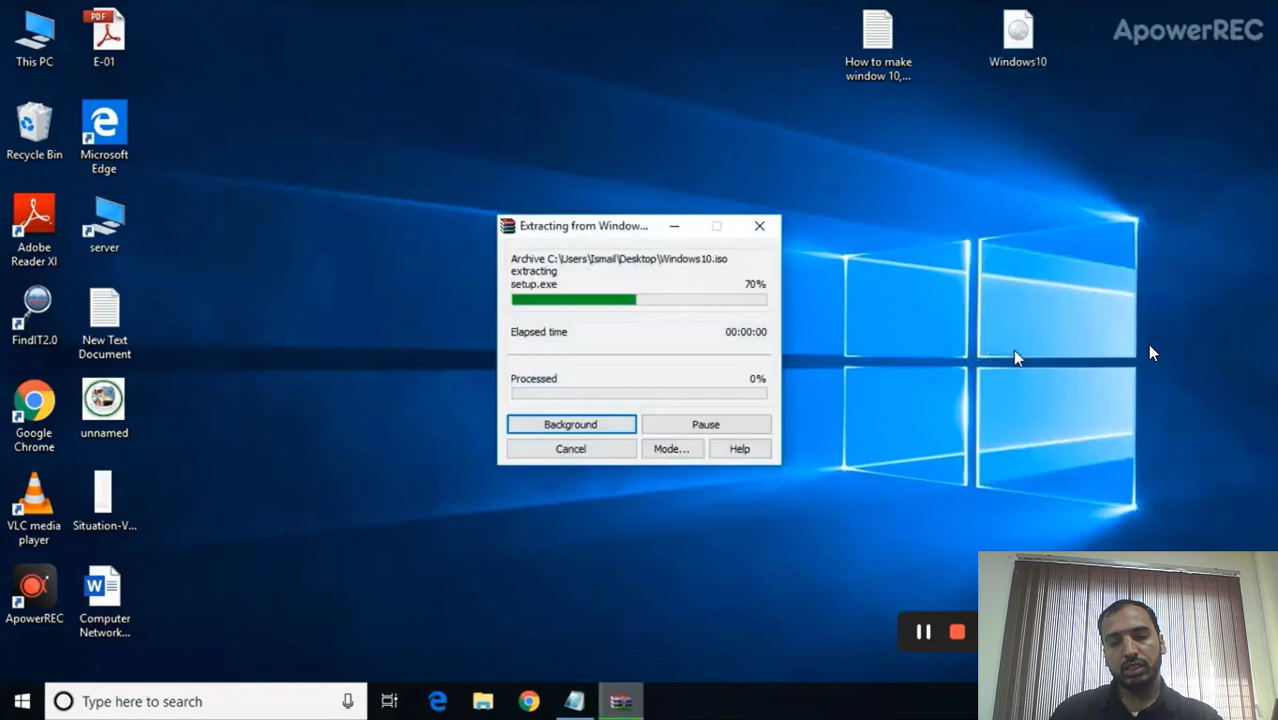 This PC
PDF
E-01
How to make
window 10,...
Windows10
ApowerREC
Recycle Bin
Microsoft
Edge
Adobe
Reader XI
server
FindIT2.0
New Text
Document
Google
Chrome
unnamed
VLC media
player
Situation-V...
ApowerREC
W
Computer
Network...
Extracting from Window...
Archive C:\Users\Ismail\Desktop\Windows10.iso
extracting
setup.exe 70%
Elapsed time 00:00:00
Processed 0%
Background Pause
Cancel Mode... Help
Type here to search